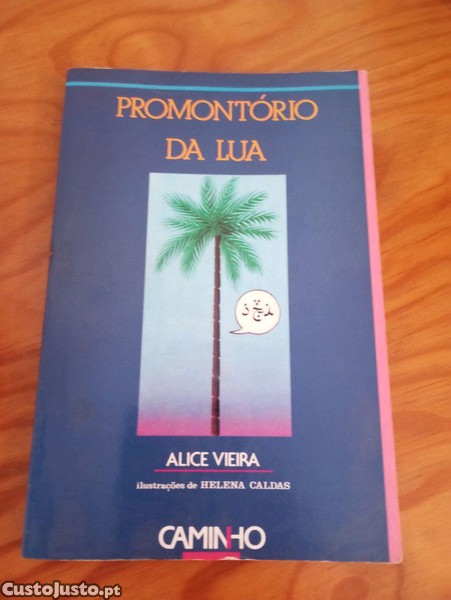 PROMONTÓRIO
DA LUA
ALICE VIEIRA
ilustrações de HELENA CALDAS
CAMINHO
CustoJusto.pt